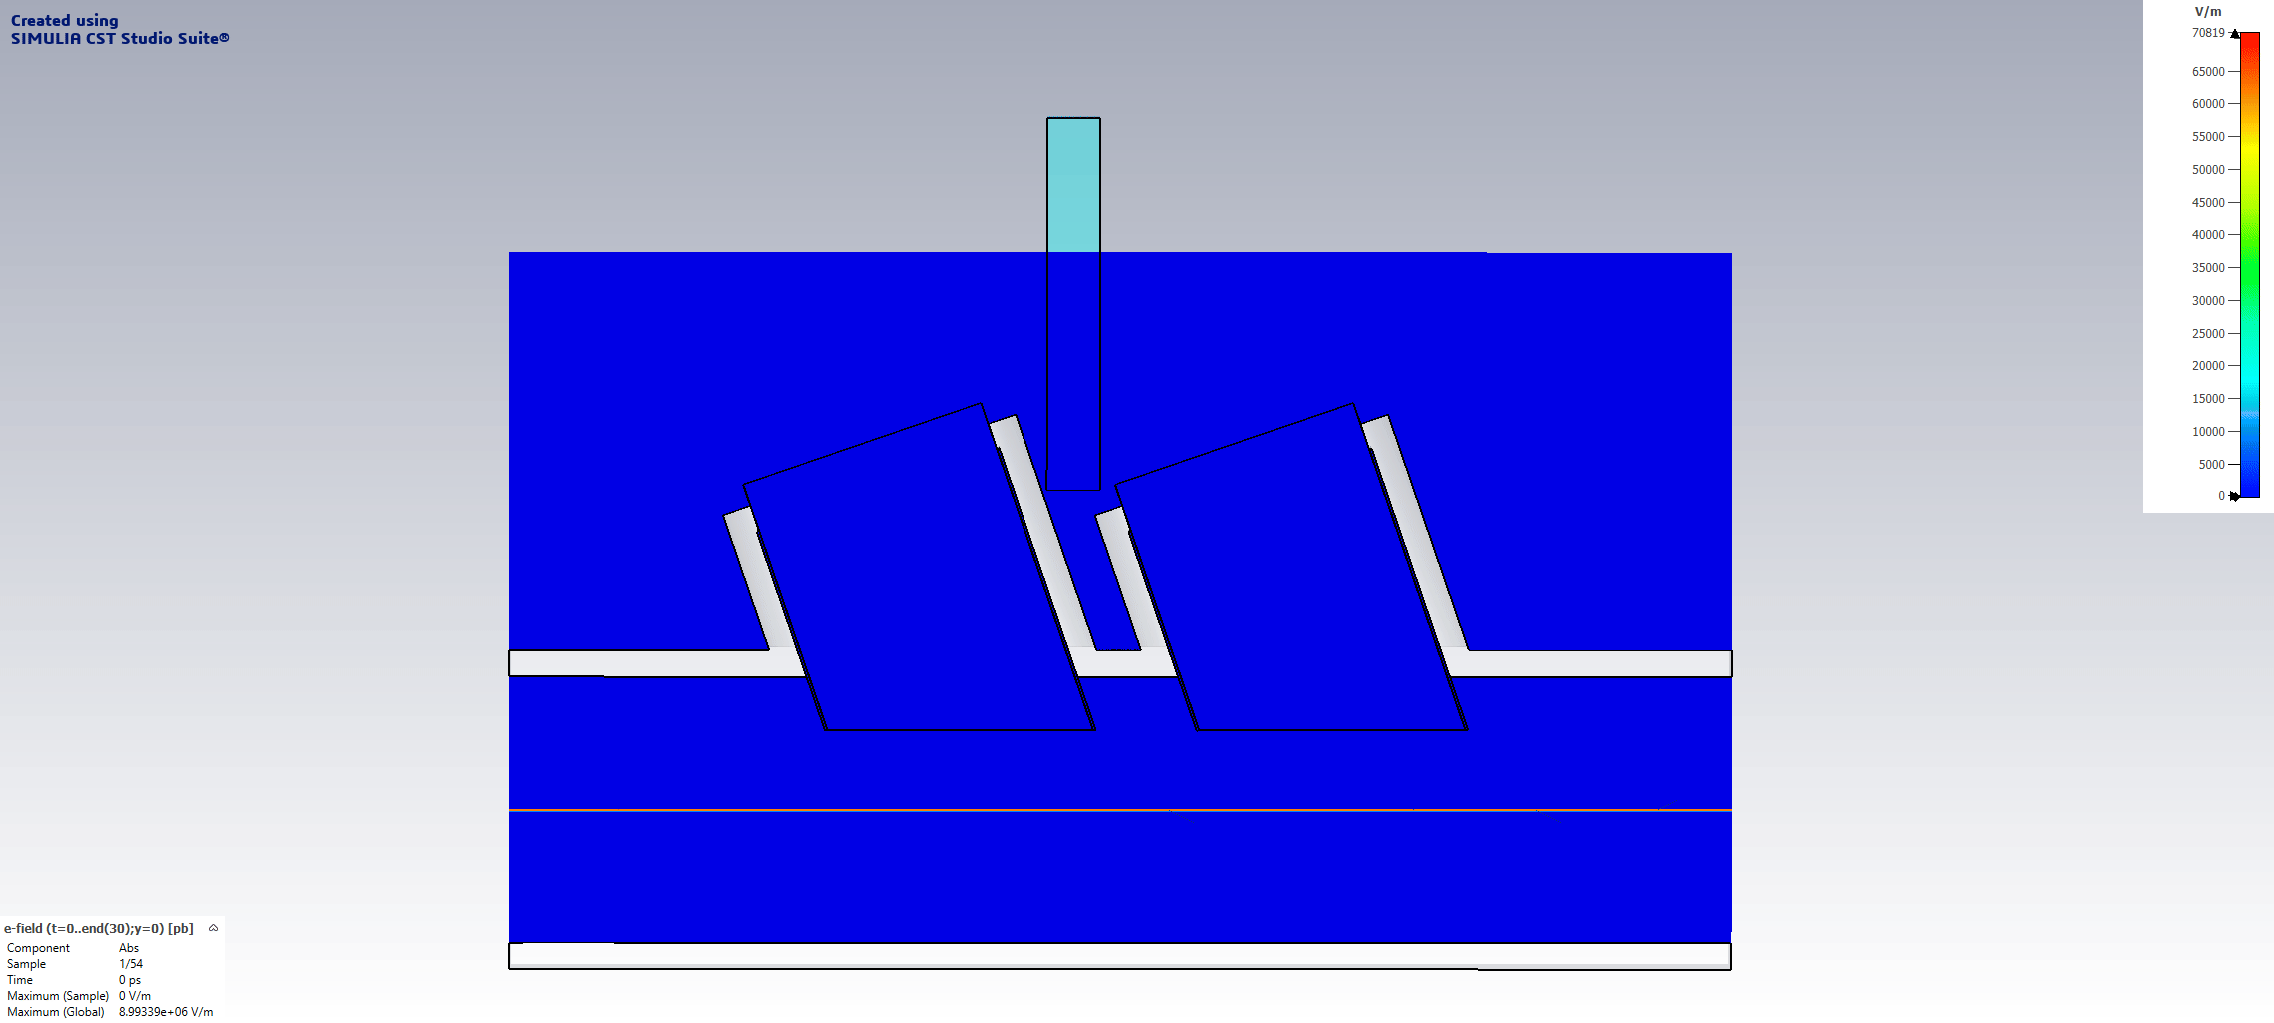 Created using
SIMULIA CST Studio Suite®
V/m
70819
65000
60000
55000
50000
45000
40000
35000
30000
25000
20000
15000
10000
5000
0
e-field (t=0..end(30);y=0) [pb]
Component Abs
Sample 1/54
Time 0 ps
Maximum (Sample) 0 V/m
Maximum (Global) 8.99339e+06 V/m